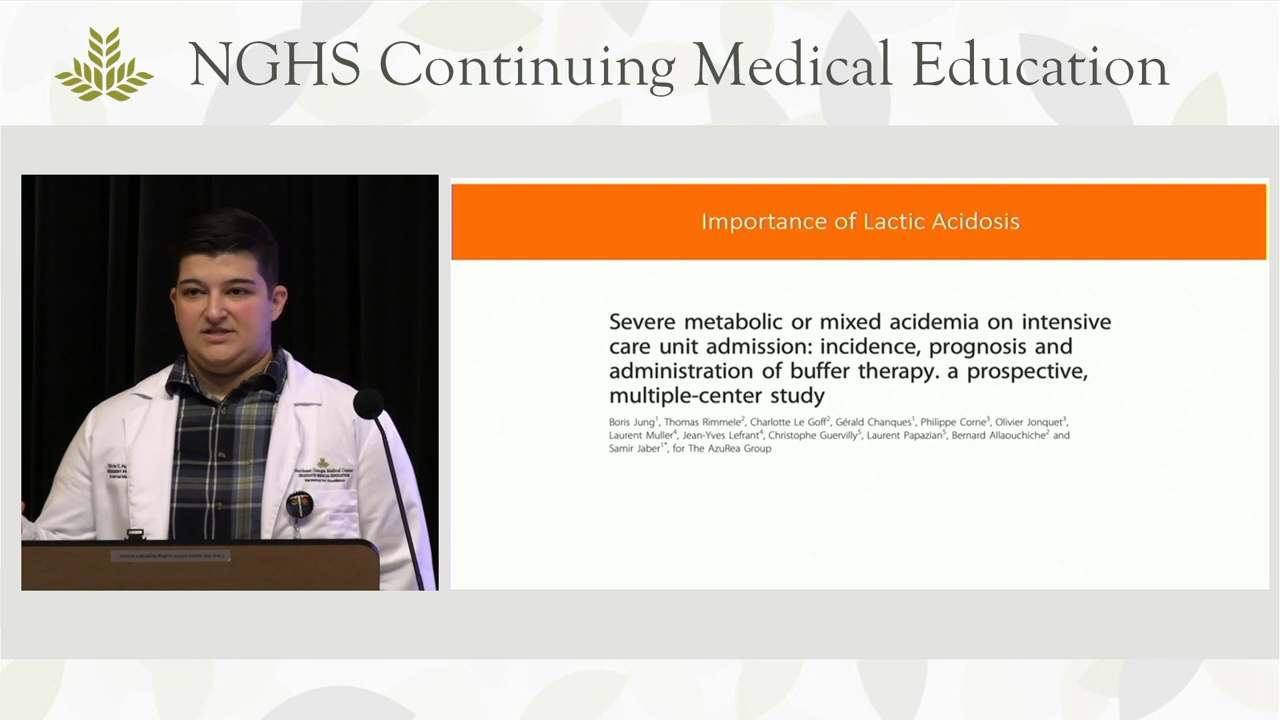 NGHS Continuing Medical Education
Importance of Lactic Acidosis
Severe metabolic or mixed acidemia on intensive
care unit admission: incidence, prognosis and
administration of buffer therapy. a prospective,
multiple-center study
Boris Jung¹, Thomas Rimmele², Charlotte Le Goff², Gérald Chanques¹, Philippe Corne³, Olivier Jonquet³,
Laurent Muller⁴, Jean-Yves Lefrant⁴, Christophe Guervilly⁵, Laurent Papazian⁵, Bernard Allaouchiche² and
Samir Jaber¹*, for The AzuRea Group
GRADUATE MEDICAL EDUCATION